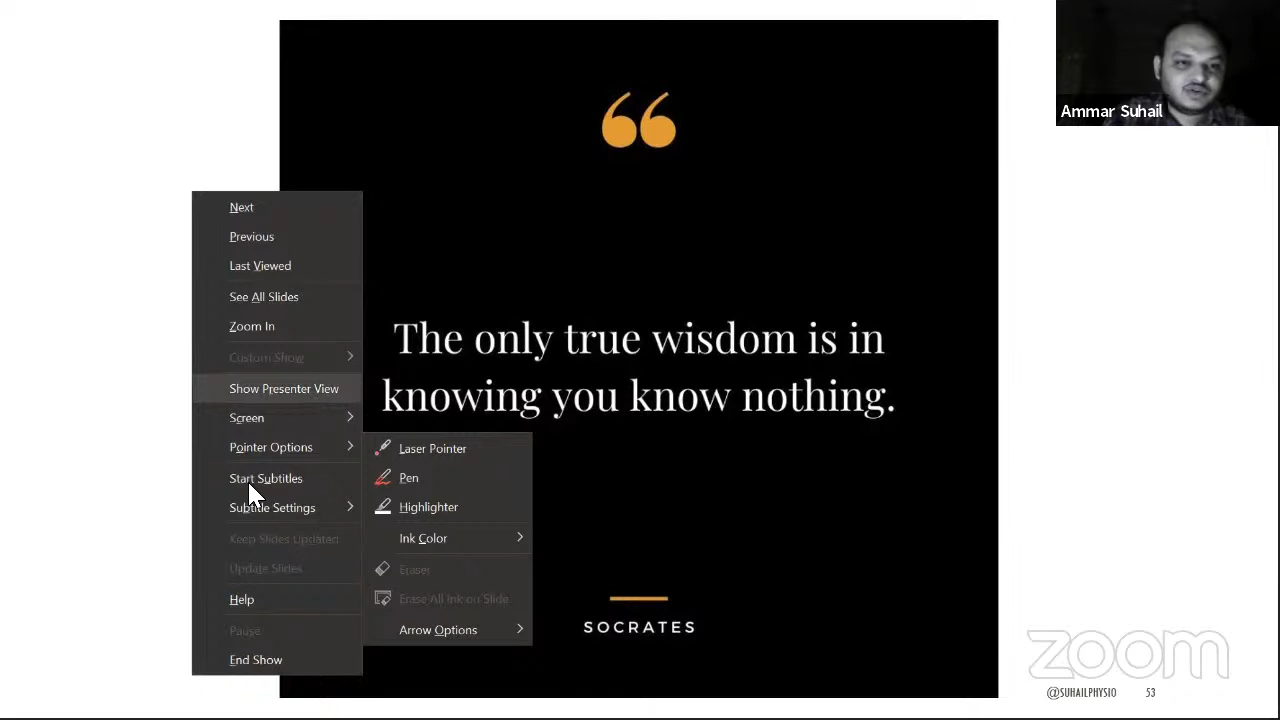 Ammar Suhail
“
The only true wisdom is in
knowing you know nothing.
SOCRATES
Next
Previous
Last Viewed
See All Slides
Zoom In
Custom Show
Show Presenter View
Screen
Pointer Options
Start Subtitles
Subtitle Settings
Keep Slides Updated
Update Slides
Help
Pause
End Show
Laser Pointer
Pen
Highlighter
Ink Color
Eraser
Erase All Ink on Slide
Arrow Options
zoom
@SUHAILPHYSIO 53